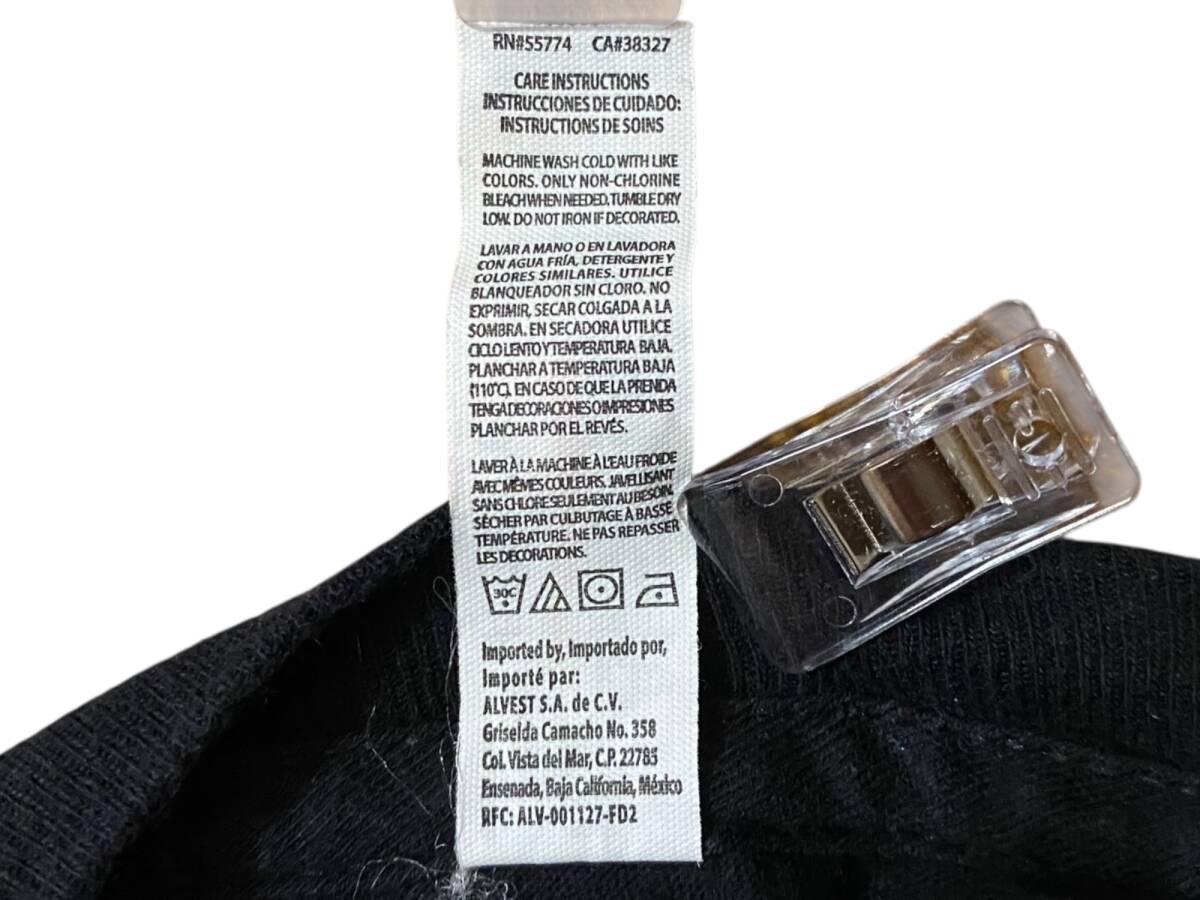 RN#55774 CA#38327
CARE INSTRUCTIONS
INSTRUCCIONES DE CUIDADO:
INSTRUCTIONS DE SOINS
MACHINE WASH COLD WITH LIKE
COLORS. ONLY NON-CHLORINE
BLEACH WHEN NEEDED. TUMBLE DRY
LOW. DO NOT IRON IF DECORATED.
LAVAR A MANO O EN LAVADORA
CON AGUA FRÍA, DETERGENTE Y
COLORES SIMILARES. UTILICE
BLANQUEADOR SIN CLORO. NO
EXPRIMIR, SECAR COLGADA A LA
SOMBRA. EN SECADORA UTILICE
CICLO LENTO Y TEMPERATURA BAJA.
PLANCHAR A TEMPERATURA BAJA
(110°C). EN CASO DE QUE LA PRENDA
TENGA DECORACIONES O IMPRESIONES
PLANCHAR POR EL REVÉS.
LAVER À LA MACHINE À L'EAU FROIDE
AVEC MÊMES COULEURS. JAVELLISANT
SANS CHLORE SEULEMENT AU BESOIN.
SÉCHER PAR CULBUTAGE À BASSE
TEMPÉRATURE. NE PAS REPASSER
LES DECORATIONS.
30C
Imported by, Importado por,
Importé par:
ALVEST S.A. de C.V.
Griselda Camacho No. 358
Col. Vista del Mar, C.P. 22785
Ensenada, Baja California, México
RFC: ALV-001127-FD2